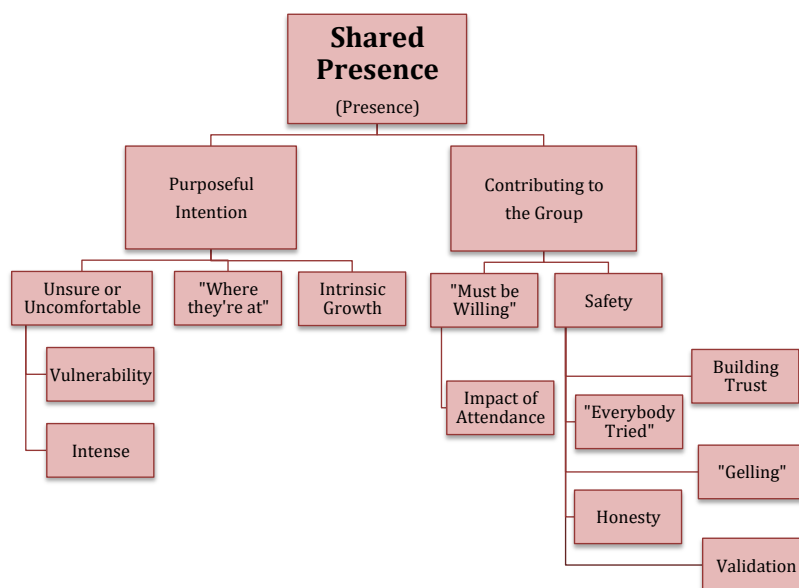 Shared
Presence
(Presence)
Purposeful
Intention
Contributing to
the Group
Unsure or
Uncomfortable
"Where
they're at"
Intrinsic
Growth
"Must be
Willing"
Safety
Vulnerability
Intense
Impact of
Attendance
Building
Trust
"Everybody
Tried"
"Gelling"
Honesty
Validation